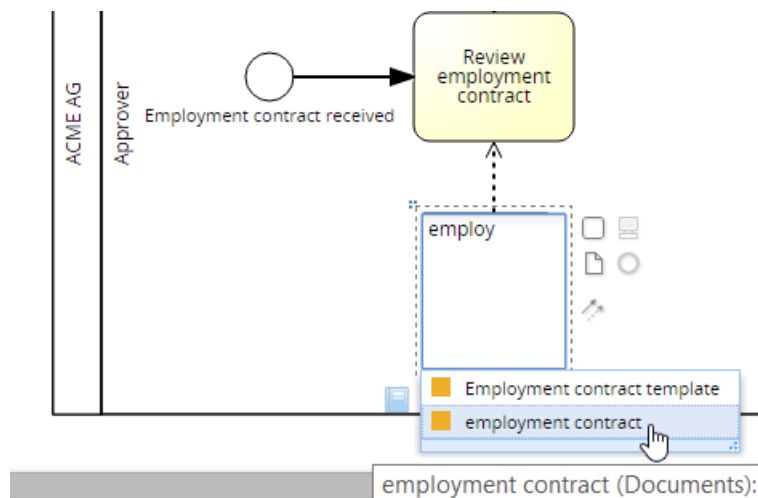 ACME AG
Approver
Employment contract received
Review
employment
contract
employ
Employment contract template
employment contract
employment contract (Documents):